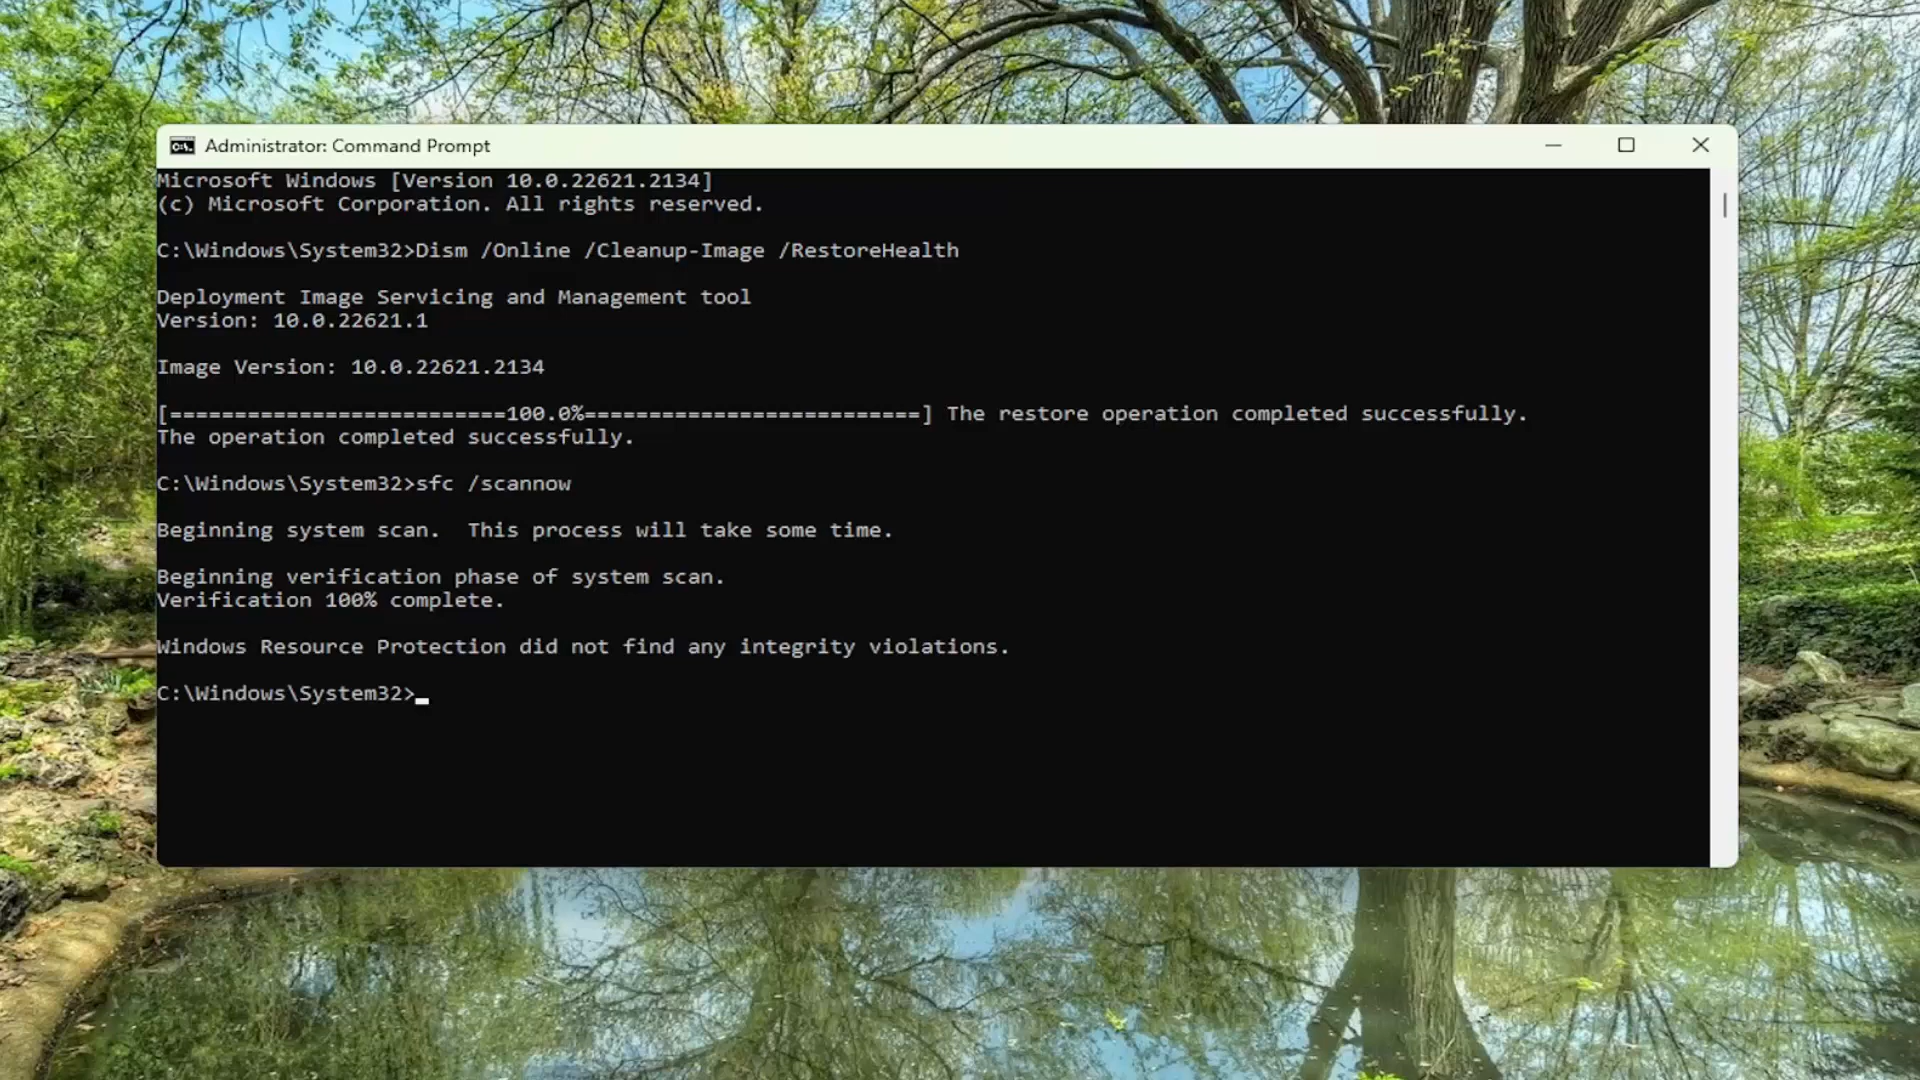 Administrator: Command Prompt
Microsoft Windows [Version 10.0.22621.2134]
(c) Microsoft Corporation. All rights reserved.
C:\Windows\System32>Dism /Online /Cleanup-Image /RestoreHealth
Deployment Image Servicing and Management tool
Version: 10.0.22621.1
Image Version: 10.0.22621.2134
[==========================100.0%==========================] The restore operation completed successfully.
The operation completed successfully.
C:\Windows\System32>sfc /scannow
Beginning system scan.  This process will take some time.
Beginning verification phase of system scan.
Verification 100% complete.
Windows Resource Protection did not find any integrity violations.
C:\Windows\System32>